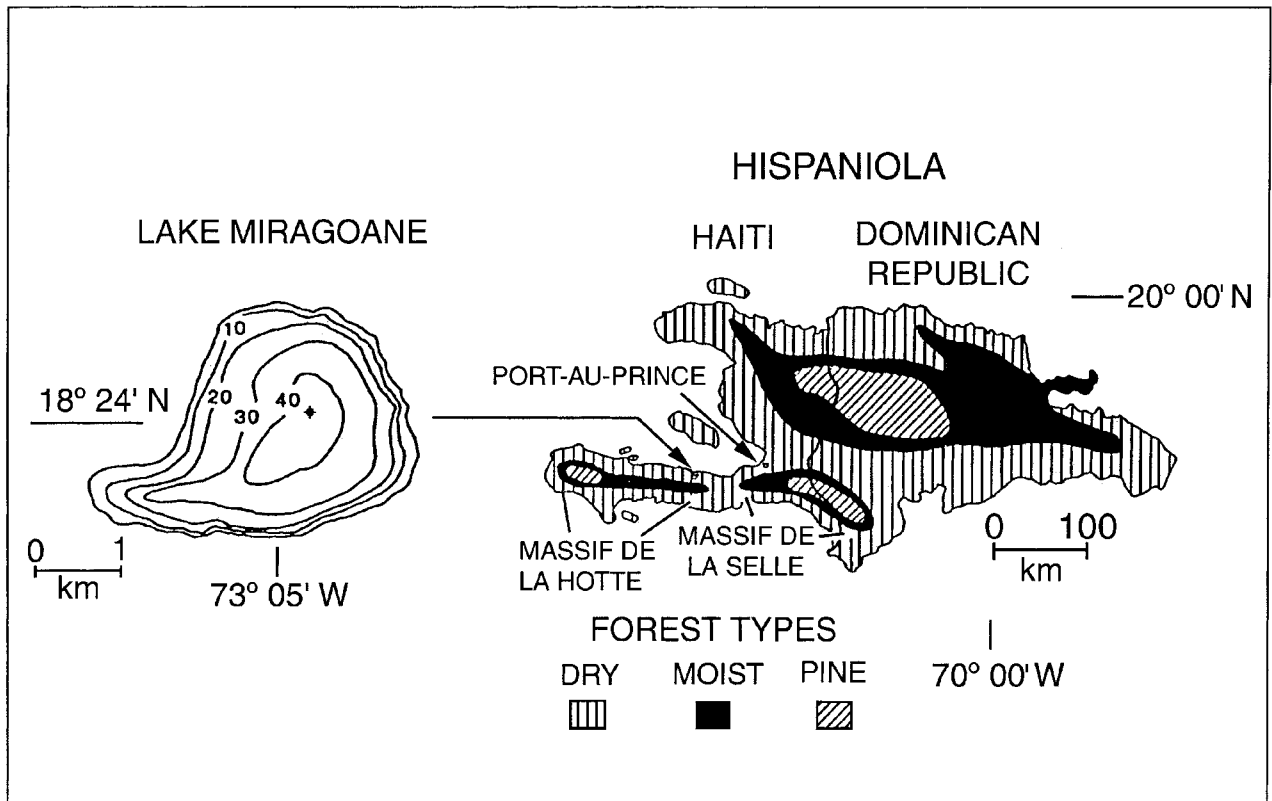 HISPANIOLA
LAKE MIRAGOANE
HAITI
DOMINICAN
REPUBLIC
20° 00' N
10
20
30
40
18° 24' N
PORT-AU-PRINCE
0 1
km
73° 05' W
MASSIF DE
LA HOTTE
MASSIF DE
LA SELLE
0 100
km
FOREST TYPES
DRY MOIST PINE
70° 00' W